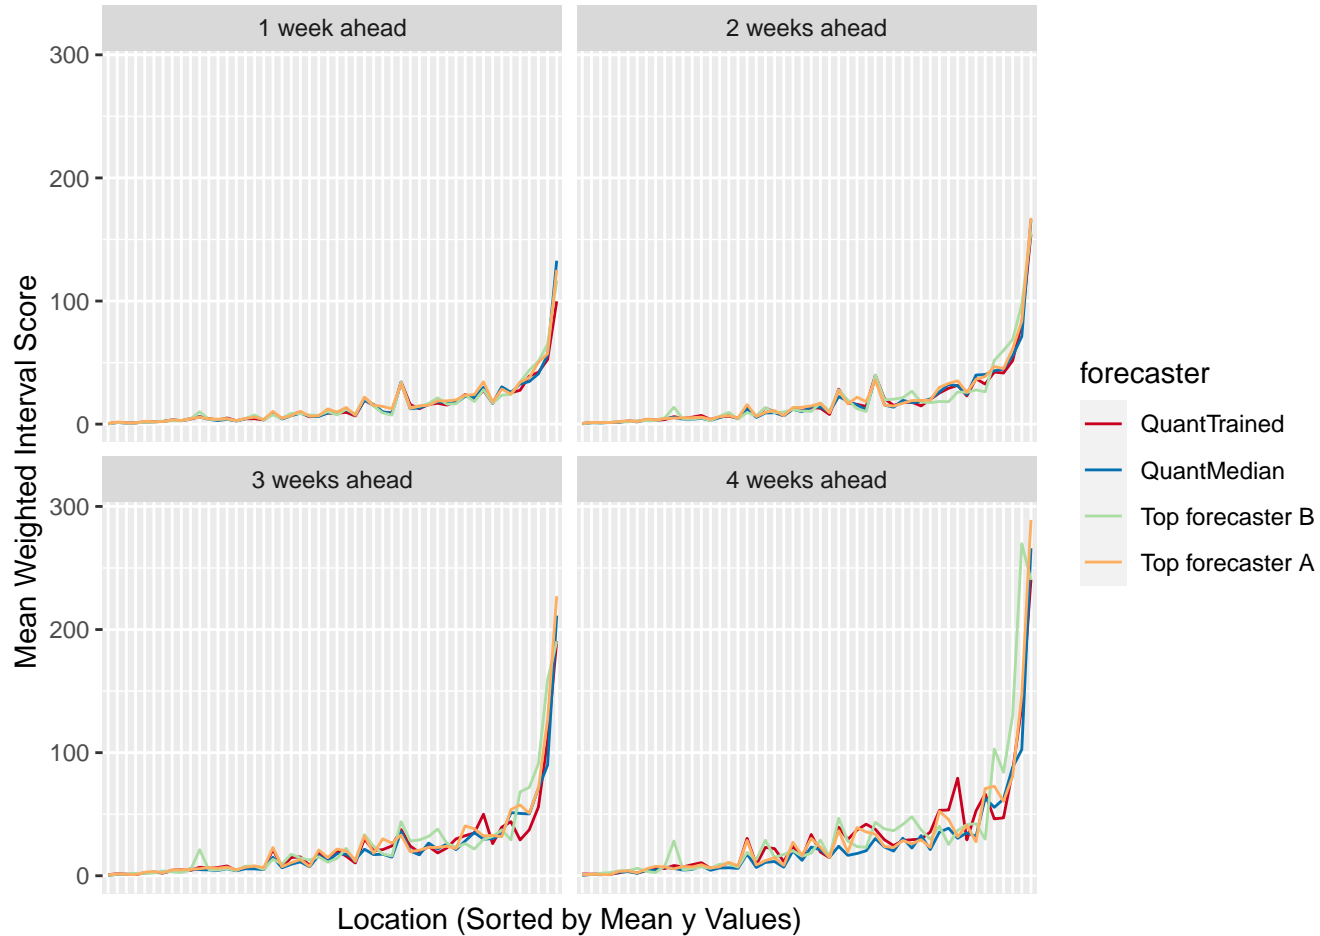 1 week ahead
2 weeks ahead
300
200
100
0
3 weeks ahead
4 weeks ahead
300
200
100
0
Mean Weighted Interval Score
Location (Sorted by Mean y Values)
forecaster
QuantTrained
QuantMedian
Top forecaster B
Top forecaster A